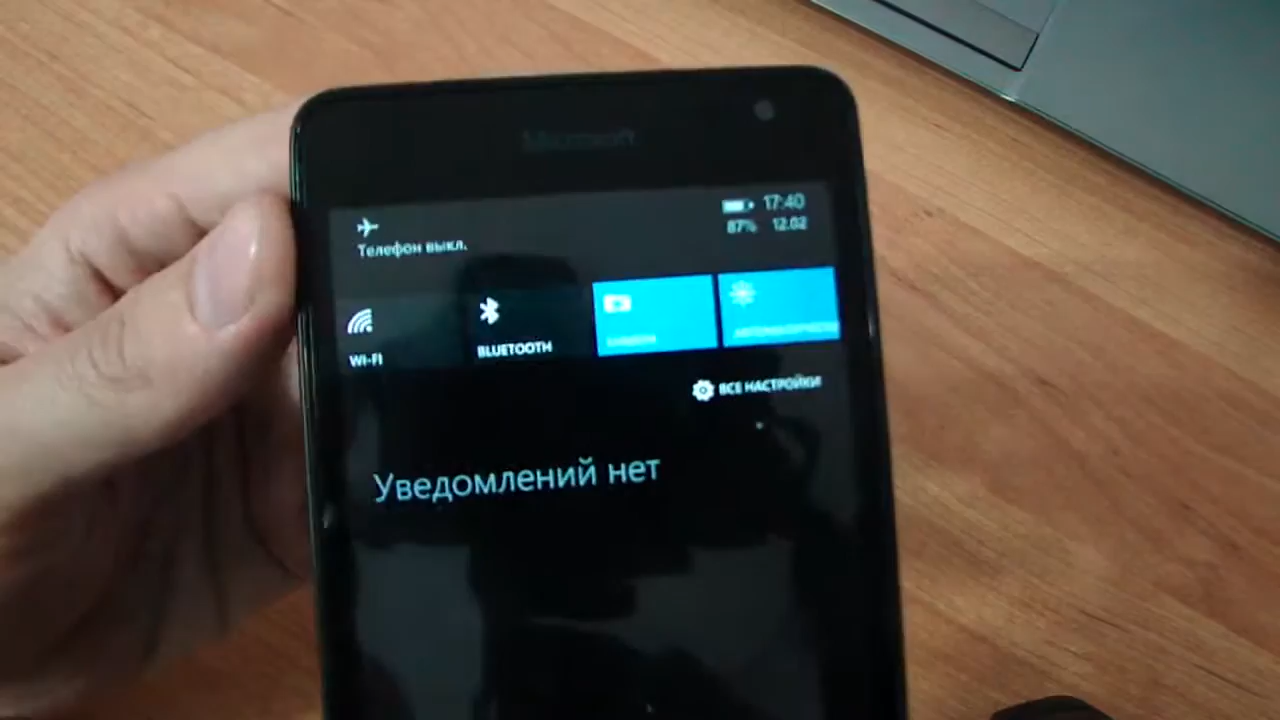 Microsoft
17:40
Телефон выкл.
87% 12.02
WI-FI
BLUETOOTH
ВСЕ НАСТРОЙКИ
Уведомлений нет